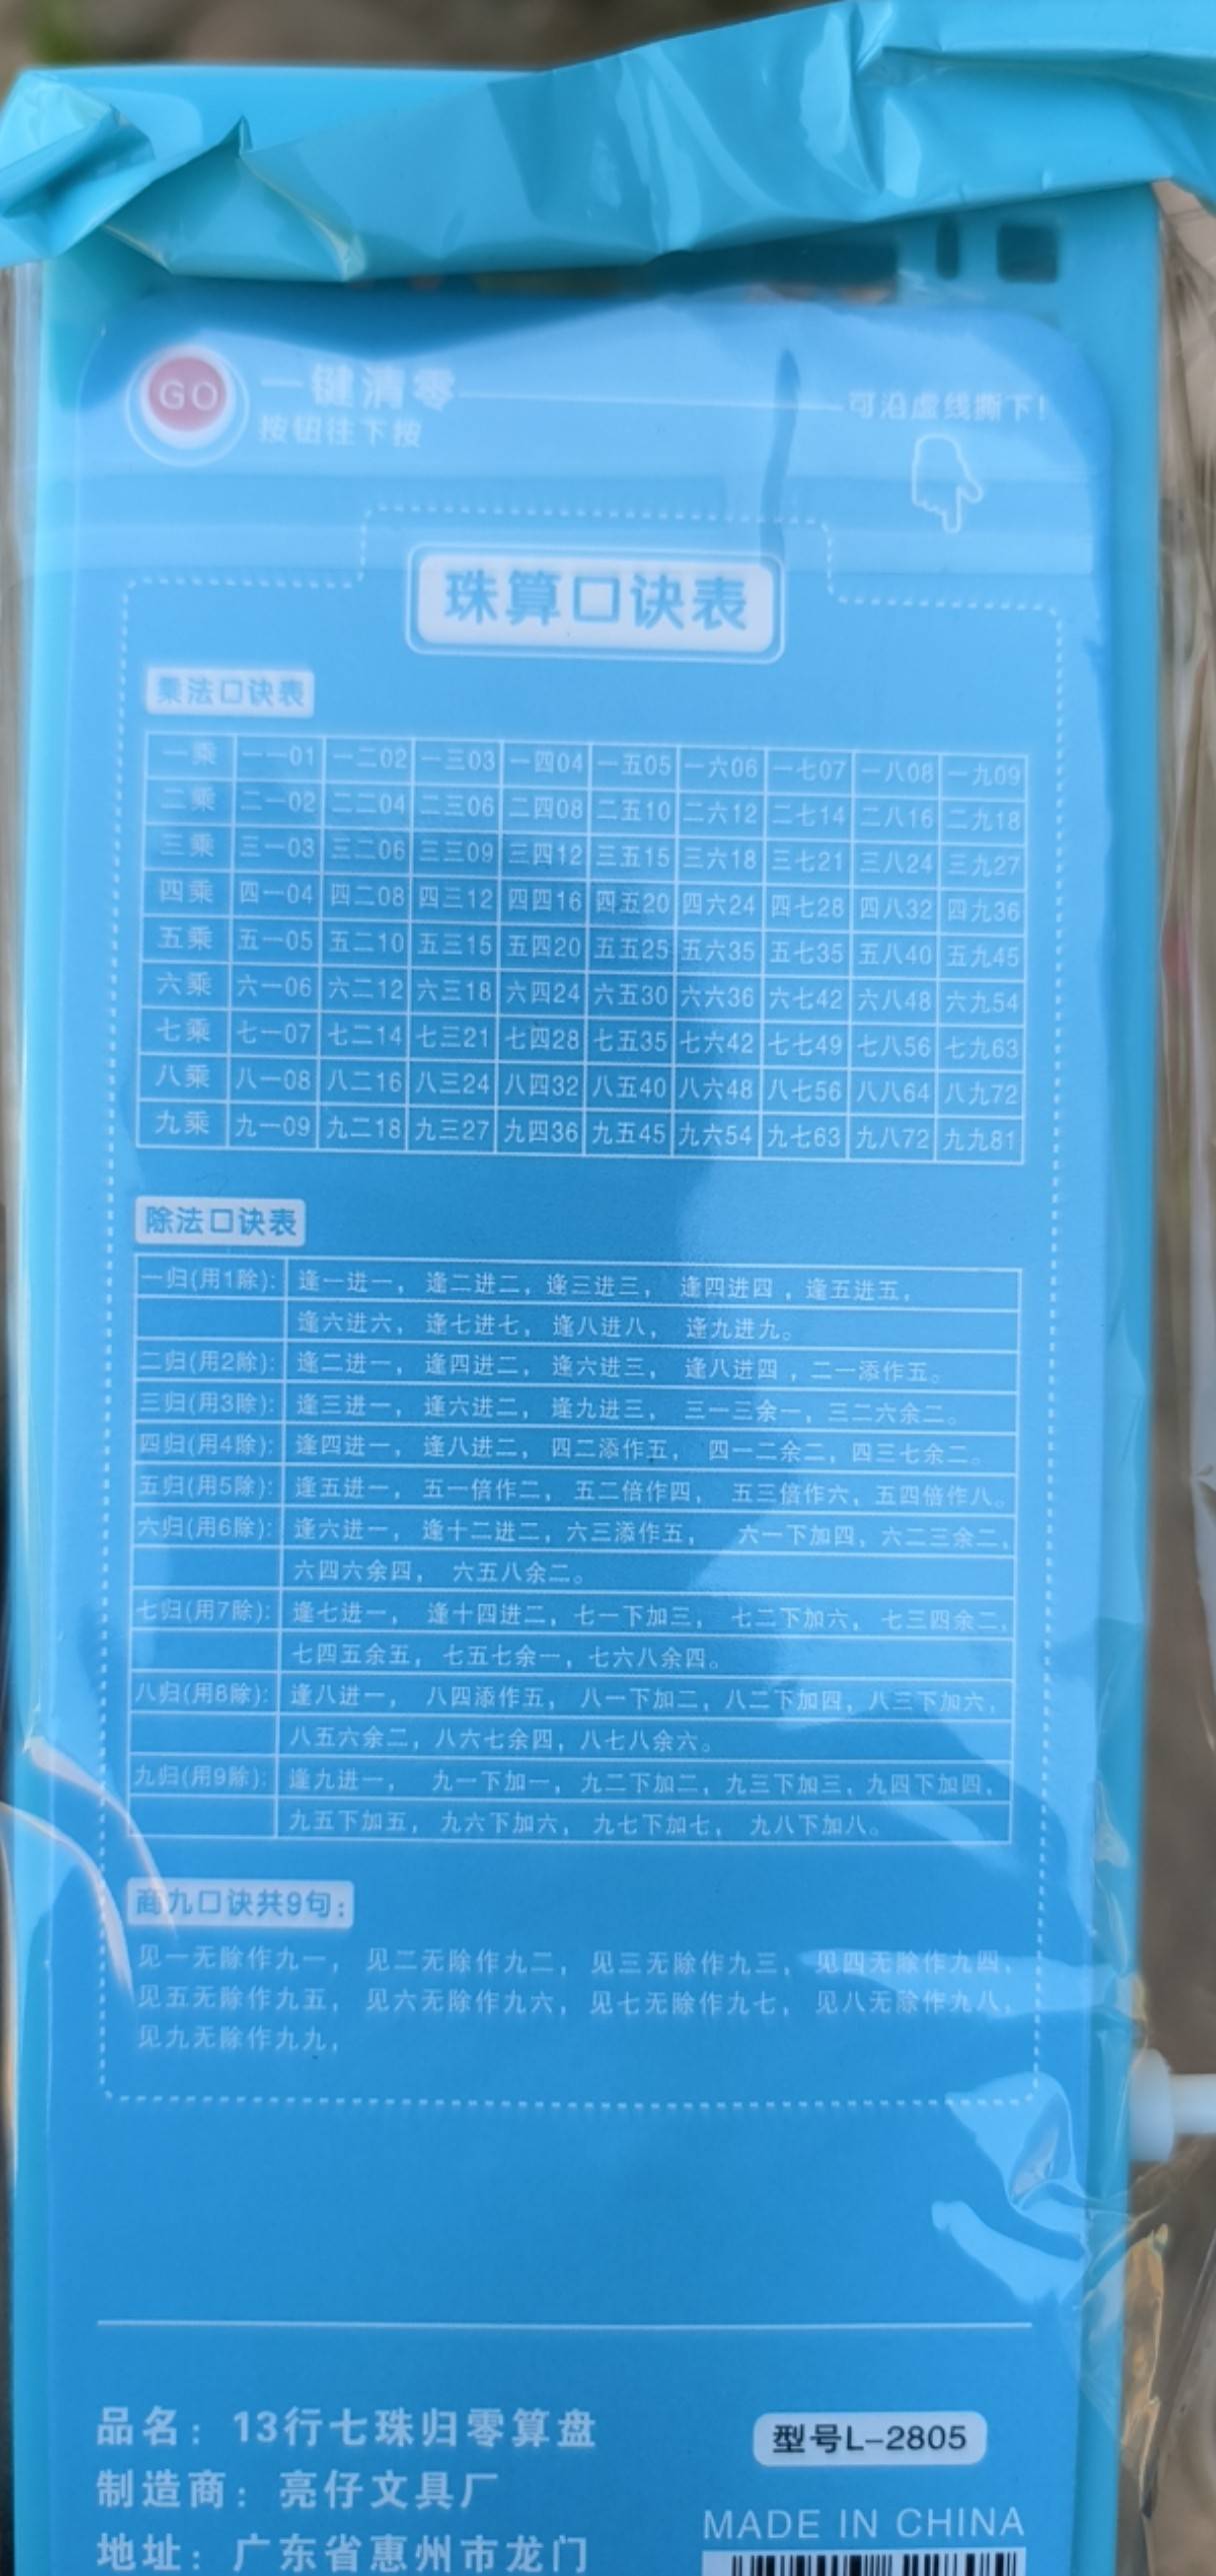 GO 一键清零 可沿虚线撕下!
按钮往下按
珠算口诀表
乘法口诀表
一乘 一一01 一二02 一三03 一四04 一五05 一六06 一七07 一八08 一九09
二乘 二一02 二二04 二三06 二四08 二五10 二六12 二七14 二八16 二九18
三乘 三一03 三二06 三三09 三四12 三五15 三六18 三七21 三八24 三九27
四乘 四一04 四二08 四三12 四四16 四五20 四六24 四七28 四八32 四九36
五乘 五一05 五二10 五三15 五四20 五五25 五六35 五七35 五八40 五九45
六乘 六一06 六二12 六三18 六四24 六五30 六六36 六七42 六八48 六九54
七乘 七一07 七二14 七三21 七四28 七五35 七六42 七七49 七八56 七九63
八乘 八一08 八二16 八三24 八四32 八五40 八六48 八七56 八八64 八九72
九乘 九一09 九二18 九三27 九四36 九五45 九六54 九七63 九八72 九九81
除法口诀表
一归(用1除): 逢一进一, 逢二进二, 逢三进三, 逢四进四, 逢五进五,
逢六进六, 逢七进七, 逢八进八, 逢九进九。
二归(用2除): 逢二进一, 逢四进二, 逢六进三, 逢八进四, 二一添作五。
三归(用3除): 逢三进一, 逢六进二, 逢九进三, 三一三余一, 三二六余二。
四归(用4除): 逢四进一, 逢八进二, 四二添作五, 四一二余二, 四三七余二。
五归(用5除): 逢五进一, 五一倍作二, 五二倍作四, 五三倍作六, 五四倍作八。
六归(用6除): 逢六进一, 逢十二进二, 六三添作五, 六一下加四, 六二三余二,
六四六余四, 六五八余二。
七归(用7除): 逢七进一, 逢十四进二, 七一下加三, 七二下加六, 七三四余二,
七四五余五, 七五七余一, 七六八余四。
八归(用8除): 逢八进一, 八四添作五, 八一下加二, 八二下加四, 八三下加六,
八五六余二, 八六七余四, 八七八余六。
九归(用9除): 逢九进一, 九一下加一, 九二下加二, 九三下加三, 九四下加四,
九五下加五, 九六下加六, 九七下加七, 九八下加八。
商九口诀共9句:
见一无除作九一, 见二无除作九二, 见三无除作九三, 见四无除作九四,
见五无除作九五, 见六无除作九六, 见七无除作九七, 见八无除作九八,
见九无除作九九,
品名: 13行七珠归零算盘
型号L-2805
制造商: 亮仔文具厂
MADE IN CHINA
地址: 广东省惠州市龙门